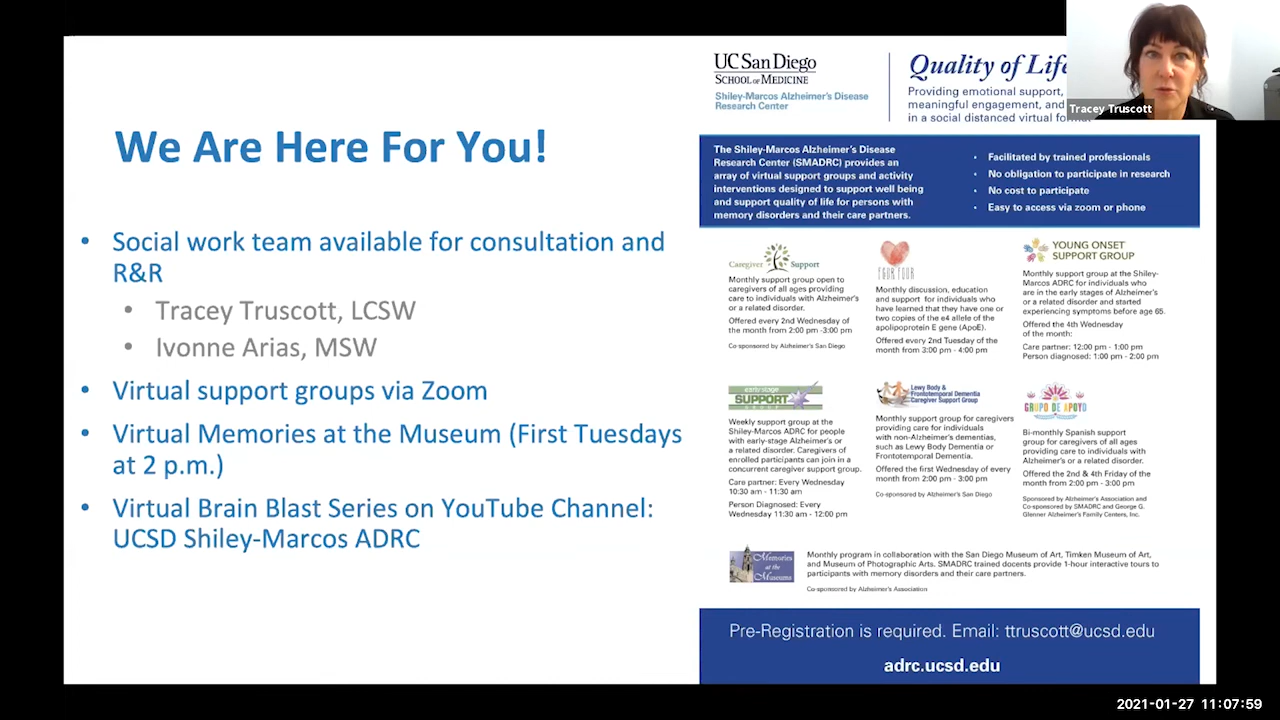 We Are Here For You!
• Social work team available for consultation and
R&R
• Tracey Truscott, LCSW
• Ivonne Arias, MSW
• Virtual support groups via Zoom
• Virtual Memories at the Museum (First Tuesdays
at 2 p.m.)
• Virtual Brain Blast Series on YouTube Channel:
UCSD Shiley-Marcos ADRC
UC San Diego
SCHOOL OF MEDICINE
Shiley-Marcos Alzheimer's Disease
Research Center
Quality of Life
Providing emotional support,
meaningful engagement, and
in a social distanced virtual
Tracey Truscott
The Shiley-Marcos Alzheimer's Disease
Research Center (SMADRC) provides an
array of virtual support groups and activity
interventions designed to support well being
and support quality of life for persons with
memory disorders and their care partners.
• Facilitated by trained professionals
• No obligation to participate in research
• No cost to participate
• Easy to access via zoom or phone
Caregiver Support
Monthly support group open to
caregivers of all ages providing
care to individuals with Alzheimer's
or a related disorder.
Offered every 2nd Wednesday of
the month from 2:00 pm -3:00 pm
Co-sponsored by Alzheimer's San Diego
Monthly discussion, education
and support for individuals who
have learned that they have one or
two copies of the e4 allele of the
apolipoprotein E gene (ApoE).
Offered every 2nd Tuesday of the
month from 3:00 pm - 4:00 pm
YOUNG ONSET
SUPPORT GROUP
Monthly support group at the Shiley-
Marcos ADRC for individuals who
are in the early stages of Alzheimer's
or a related disorder and started
experiencing symptoms before age 65.
Offered the 4th Wednesday
of the month:
Care partner: 12:00 pm - 1:00 pm
Person diagnosed: 1:00 pm - 2:00 pm
early stage
SUPPORT
GROUP
Weekly support group at the
Shiley-Marcos ADRC for people
with early-stage Alzheimer's or
a related disorder. Caregivers of
enrolled participants can join in a
concurrent caregiver support group.
Care partner: Every Wednesday
10:30 am - 11:30 am
Person Diagnosed: Every
Wednesday 11:30 am - 12:00 pm
Lewy Body &
Frontotemporal Dementia
Caregiver Support Group
Monthly support group for caregivers
providing care for individuals
with non-Alzheimer's dementias,
such as Lewy Body Dementia or
Frontotemporal Dementia.
Offered the first Wednesday of every
month from 2:00 pm - 3:00 pm
Co-sponsored by Alzheimer's San Diego
GRUPO DE APOYO
Bi-monthly Spanish support
group for caregivers of all ages
providing care to individuals with
Alzheimer's or a related disorder.
Offered the 2nd & 4th Friday of the
month from 2:00 pm - 3:00 pm
Sponsored by Alzheimer's Association and
Co-sponsored by SMADRC and George G.
Glenner Alzheimer's Family Centers, Inc.
Memories
at the
Museums
Monthly program in collaboration with the San Diego Museum of Art, Timken Museum of Art,
and Museum of Photographic Arts. SMADRC trained docents provide 1-hour interactive tours to
participants with memory disorders and their care partners.
Co-sponsored by Alzheimer's Association
Pre-Registration is required. Email: ttruscott@ucsd.edu
adrc.ucsd.edu
2021-01-27 11:07:59